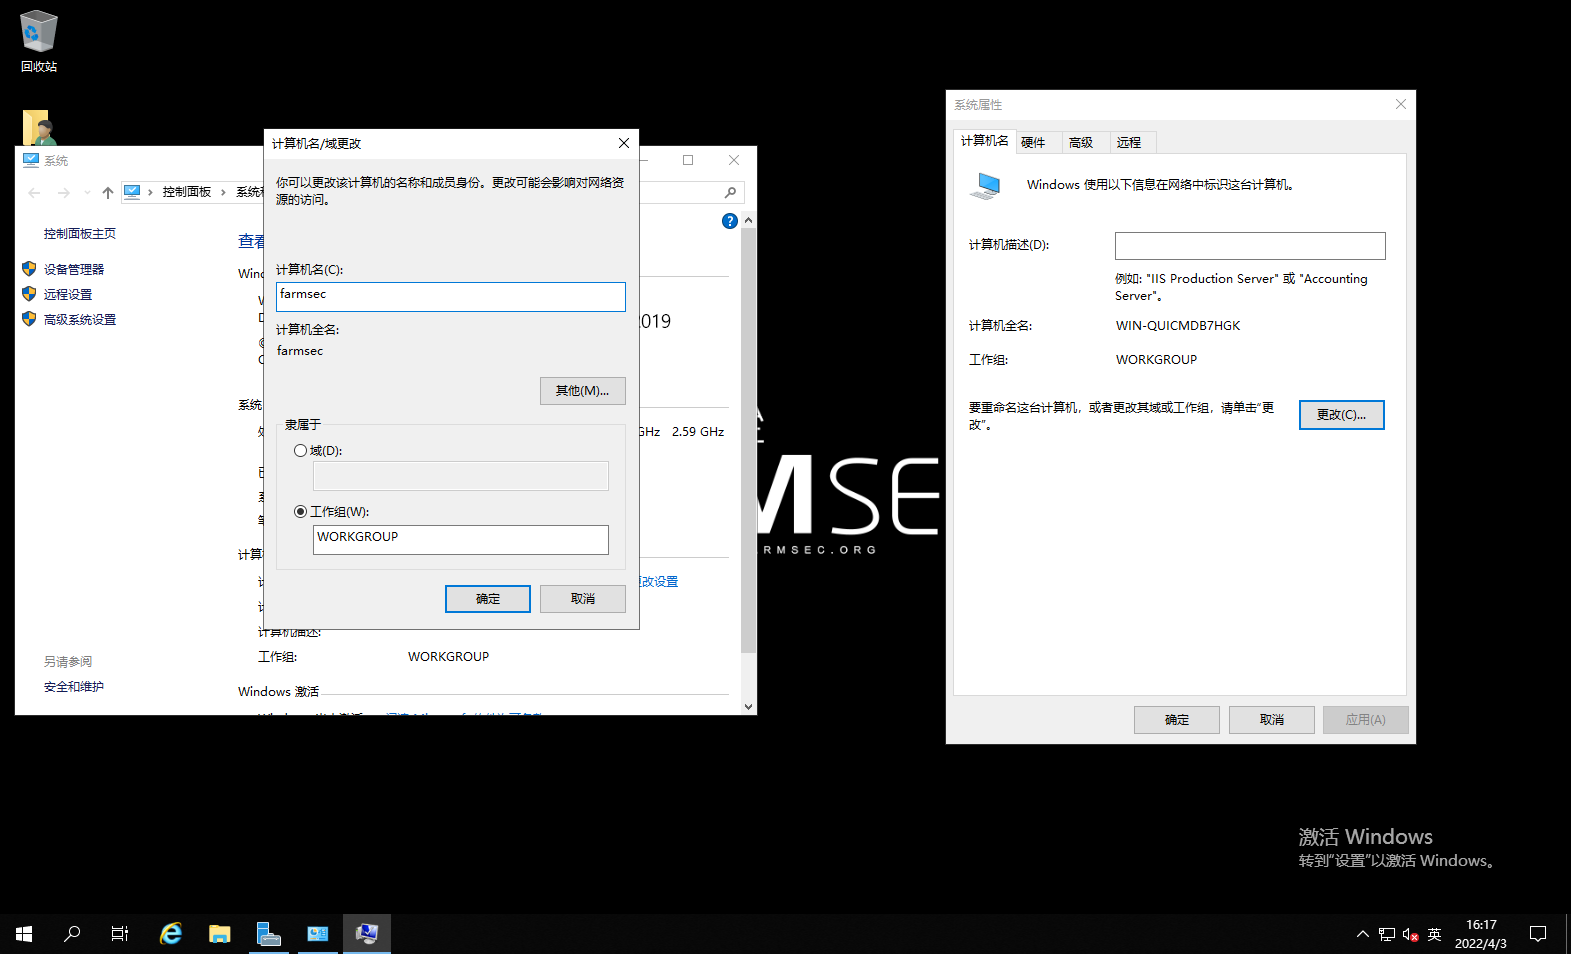 回收站
系统
控制面板
系统
控制面板主页
设备管理器
远程设置
高级系统设置
另请参阅
安全和维护
查看
2019
系统
GHz 2.59 GHz
更改设置
计算机描述:
工作组:
WORKGROUP
Windows 激活
计算机名/域更改
你可以更改该计算机的名称和成员身份。更改可能会影响对网络资
源的访问。
计算机名(C):
farmsec
计算机全名:
farmsec
其他(M)...
隶属于
域(D):
工作组(W):
WORKGROUP
确定
取消
系统属性
计算机名
硬件
高级
远程
Windows 使用以下信息在网络中标识这台计算机。
计算机描述(D):
例如: "IIS Production Server" 或 "Accounting
Server"。
计算机全名:
WIN-QUICMDB7HGK
工作组:
WORKGROUP
要重命名这台计算机，或者更改其域或工作组，请单击"更
改"。
更改(C)...
确定
取消
应用(A)
MSE
RMSEC.ORG
激活 Windows
转到"设置"以激活 Windows。
英
16:17
2022/4/3